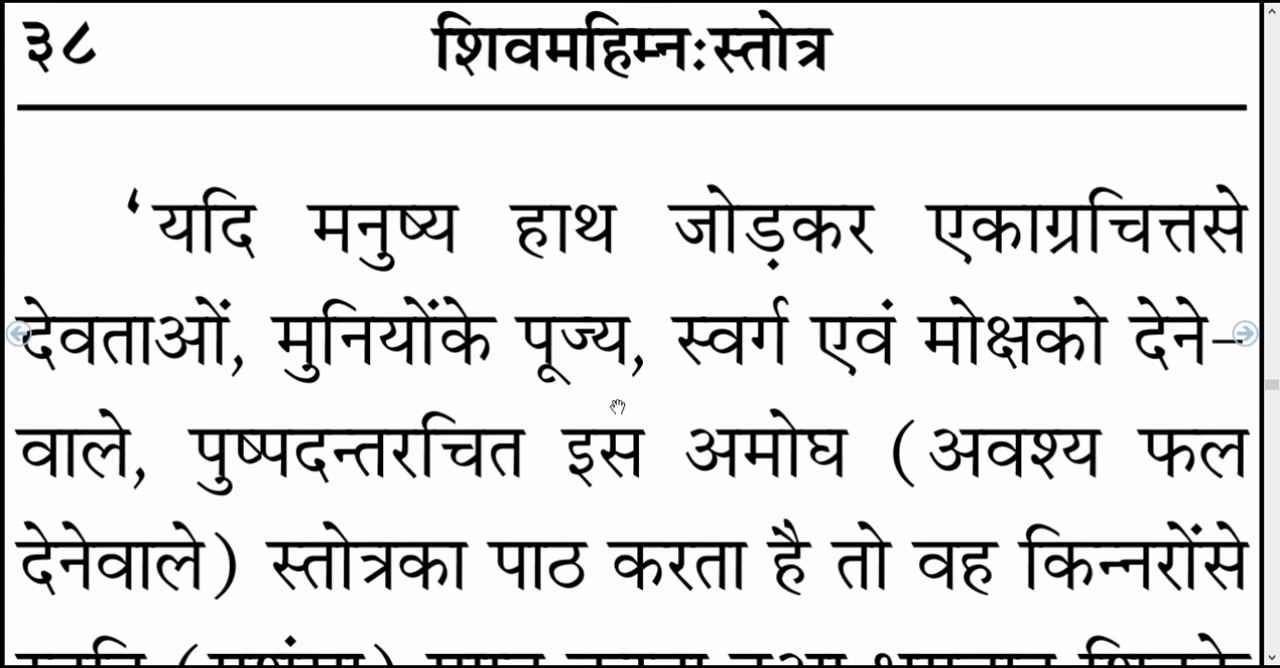 ३८ शिवमहिम्नःस्तोत्र
‘यदि मनुष्य हाथ जोड़कर एकाग्रचित्तसे
देवताओं, मुनियोंके पूज्य, स्वर्ग एवं मोक्षको देने-
वाले, पुष्पदन्तरचित इस अमोघ (अवश्य फल
देनेवाले) स्तोत्रका पाठ करता है तो वह किन्नरोंसे